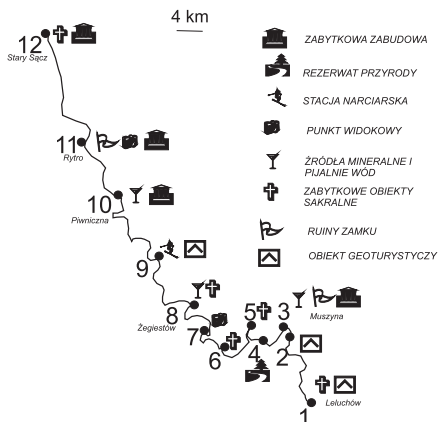 4 km
12
Stary Sącz
ZABYTKOWA ZABUDOWA
REZERWAT PRZYRODY
STACJA NARCIARSKA
11
Rytro
PUNKT WIDOKOWY
ŹRÓDŁA MINERALNE I
PIJALNIE WÓD
10
Piwniczna
ZABYTKOWE OBIEKTY
SAKRALNE
RUINY ZAMKU
9
OBIEKT GEOTURYSTYCZY
8
Żegiestów
7
6
5
4
3
Muszyna
2
1
Leluchów